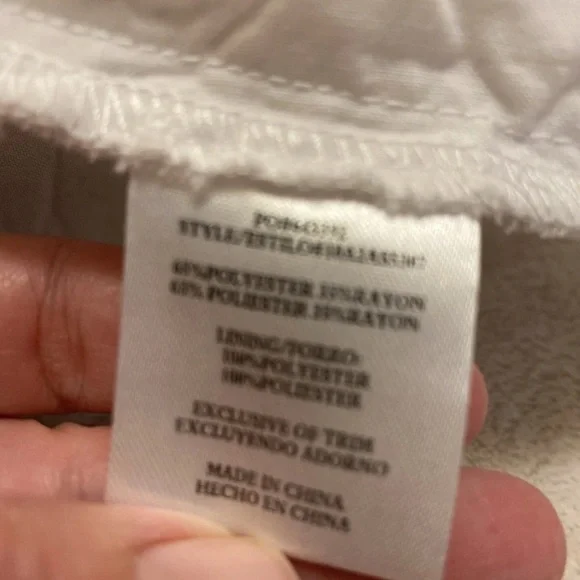 65%POLYESTER 35%RAYON
65% POLIESTER 35%RAYON
LINING/FORRO:
100%POLYESTER
100%POLIESTER
EXCLUSIVE OF TRIM
EXCLUYENDO ADORNO
MADE IN CHINA
HECHO EN CHINA